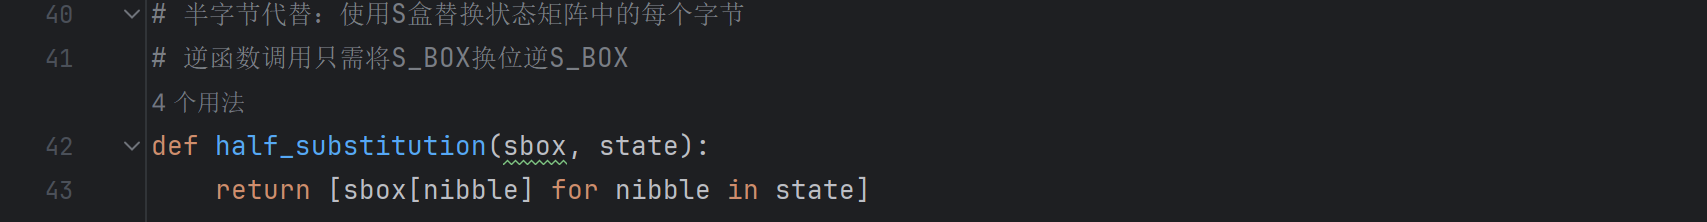 40 # 半字节代替：使用S盒替换状态矩阵中的每个字节
41 # 逆函数调用只需将S_BOX换位逆S_BOX
4 个用法
42 def half_substitution(sbox, state):
43 return [sbox[nibble] for nibble in state]